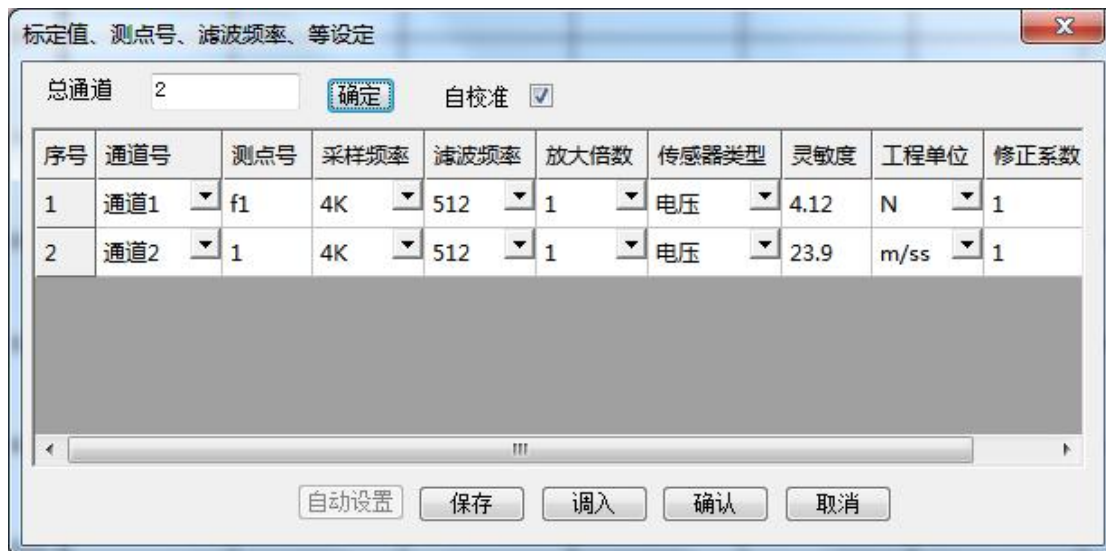 标定值、测点号、滤波频率、等设定
总通道 2 确定 自校准
序号 通道号 测点号 采样频率 滤波频率 放大倍数 传感器类型 灵敏度 工程单位 修正系数
1 通道1 f1 4K 512 1 电压 4.12 N 1
2 通道2 1 4K 512 1 电压 23.9 m/ss 1
自动设置 保存 调入 确认 取消